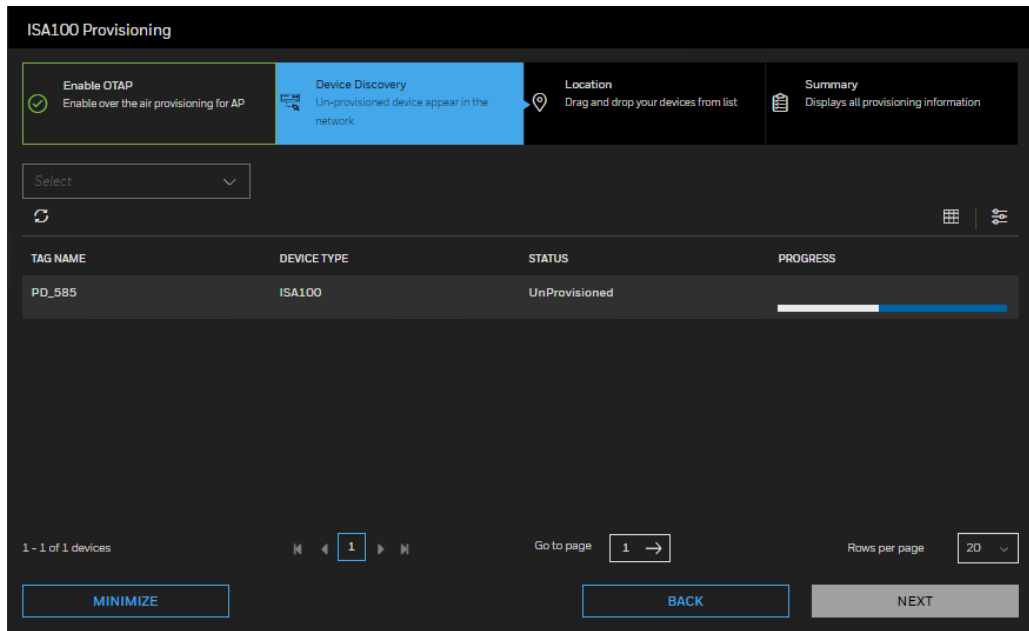 ISA100 Provisioning
Enable OTAP
Enable over the air provisioning for AP
Device Discovery
Un-provisioned device appear in the
network
Location
Drag and drop your devices from list
Summary
Displays all provisioning information
Select
TAG NAME DEVICE TYPE STATUS PROGRESS
PD_585 ISA100 UnProvisioned
1 - 1 of 1 devices 1 Go to page 1 Rows per page 20
MINIMIZE BACK NEXT